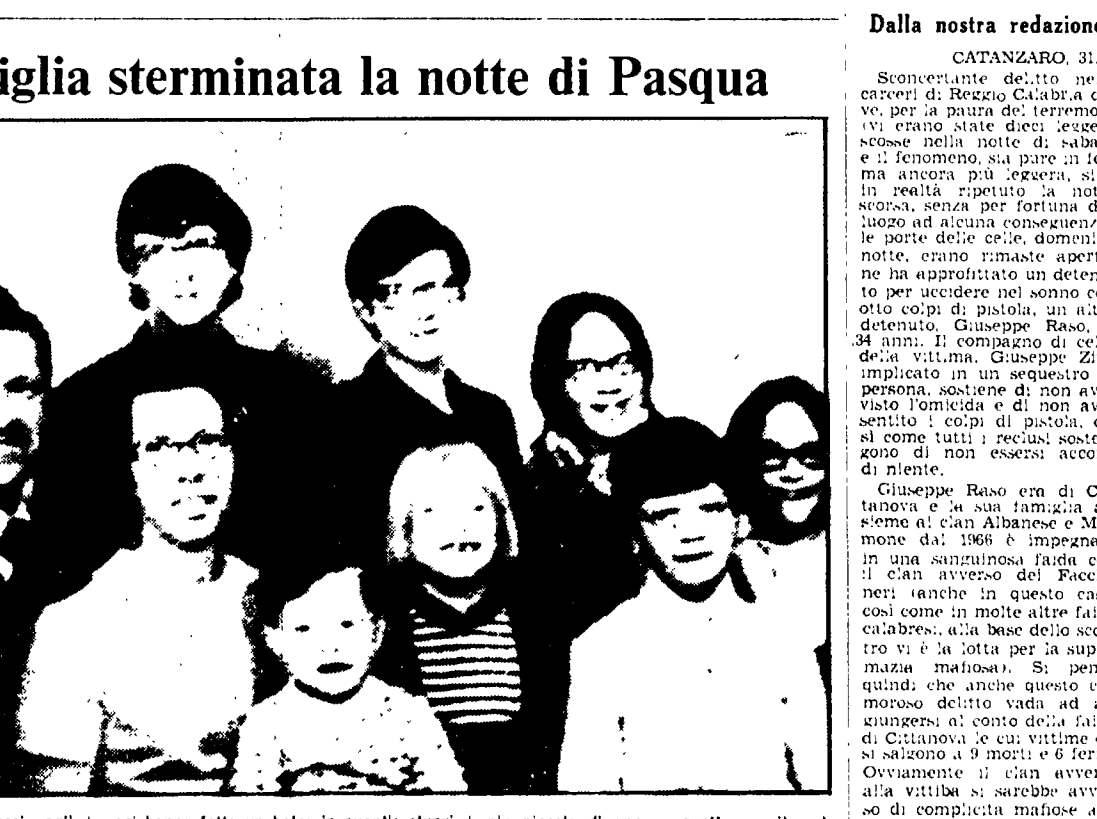 iglia sterminata la notte di Pasqua
Dalla nostra redazione
CATANZARO, 31.
Sconcertante delitto ne
carceri di Reggio Calabria
ve, per la paura del terremo
(vi erano state dieci legge
scosse nella notte di saba
e il fenomeno, sia pure in fo
ma ancora più leggera, si
in realtà ripetuto la not
scorsa, senza per fortuna d
luogo ad alcuna conseguenz
le porte delle celle, domeni
notte, erano rimaste aper
ne ha approfittato un deten
to per uccidere nel sonno c
otto colpi di pistola, un alt
detenuto, Giuseppe Raso,
34 anni. Il compagno di cel
della vittima, Giuseppe Zi
implicato in un sequestro
persona, sostiene di non av
visto l'omicida e di non av
sentito i colpi di pistola, c
sì come tutti i reclusi soste
gono di non essersi accor
di niente.
Giuseppe Raso era di C
tanova e la sua famiglia a
sieme al clan Albanese e M
mone dal 1966 è impegna
in una sanguinosa faida c
il clan avverso dei Facc
neri (anche in questo cas
così come in molte altre fai
calabresi, alla base dello sco
tro vi è la lotta per la sup
mazia mafiosa). Si pen
quindi che anche questo c
moroso delitto vada ad a
giungersi al conto della fai
di Cittanova le cui vittime
si salgono a 9 morti e 6 feri
Ovviamente il clan avver
alla vittiba si sarebbe avv
so di complicita mafiose a